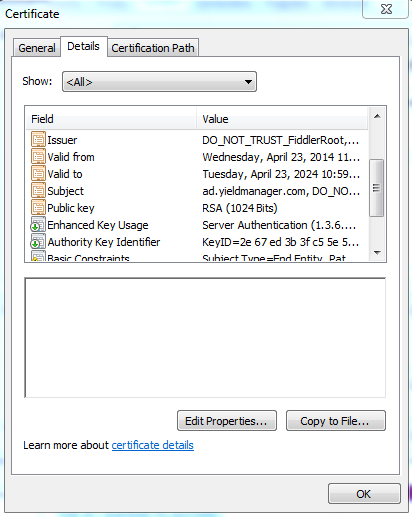 Certificate
General Details Certification Path
Show: <All>
Field Value
Issuer DO_NOT_TRUST_FiddlerRoot,...
Valid from Wednesday, April 23, 2014 11...
Valid to Tuesday, April 23, 2024 10:59...
Subject ad.yieldmanager.com, DO_NO...
Public key RSA (1024 Bits)
Enhanced Key Usage Server Authentication (1.3.6....
Authority Key Identifier KeyID=2e 67 ed 3b 3f c5 5e 5...
Basic Constraints Subject Type=End Entity, Pat...
Edit Properties... Copy to File...
Learn more about certificate details
OK